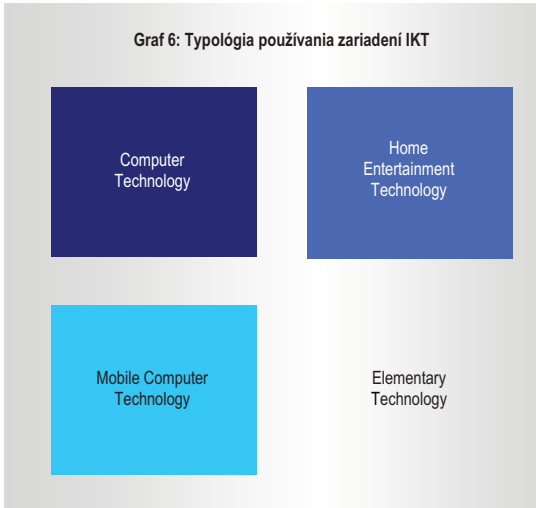 Graf 6: Typológia používania zariadení IKT
Computer
Technology
Home
Entertainment
Technology
Mobile Computer
Technology
Elementary
Technology